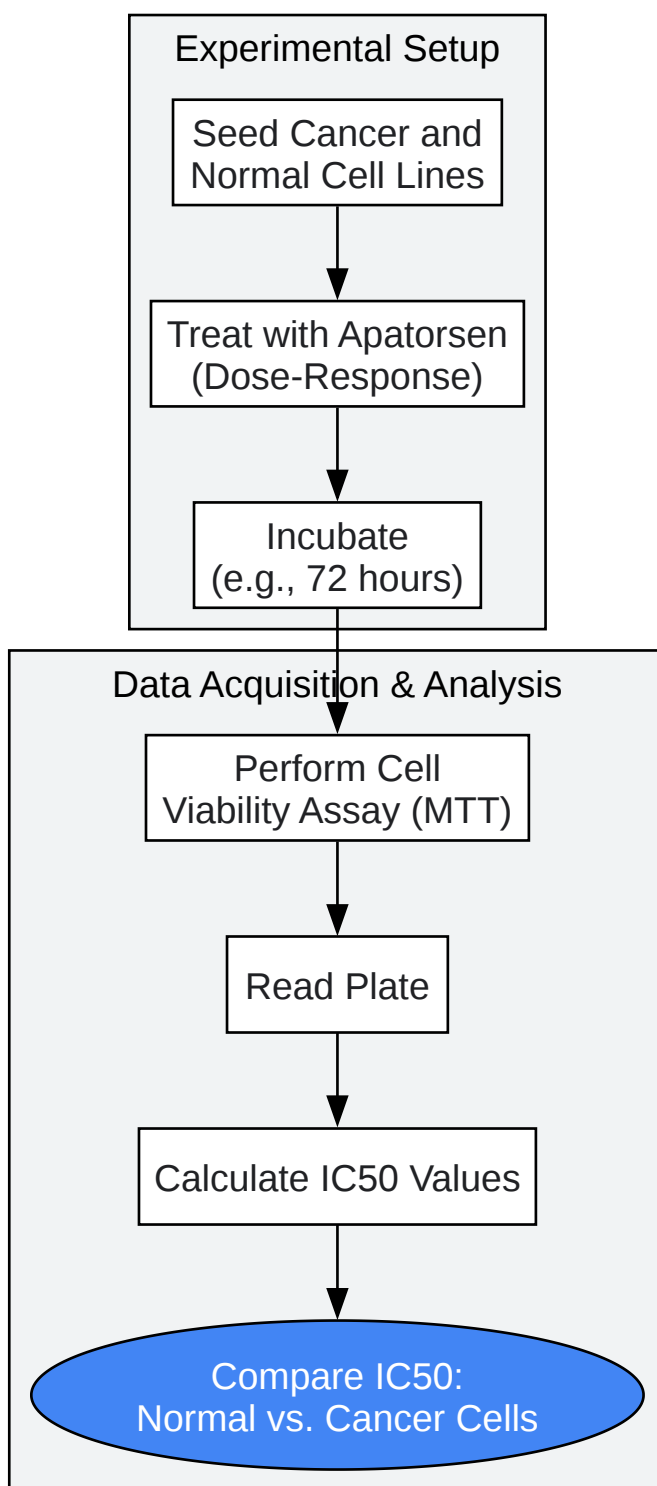 Experimental Setup
Seed Cancer and
Normal Cell Lines
Treat with Apatorsen
(Dose-Response)
Incubate
(e.g., 72 hours)
Data Acquisition & Analysis
Perform Cell
Viability Assay (MTT)
Read Plate
Calculate IC50 Values
Compare IC50:
Normal vs. Cancer Cells